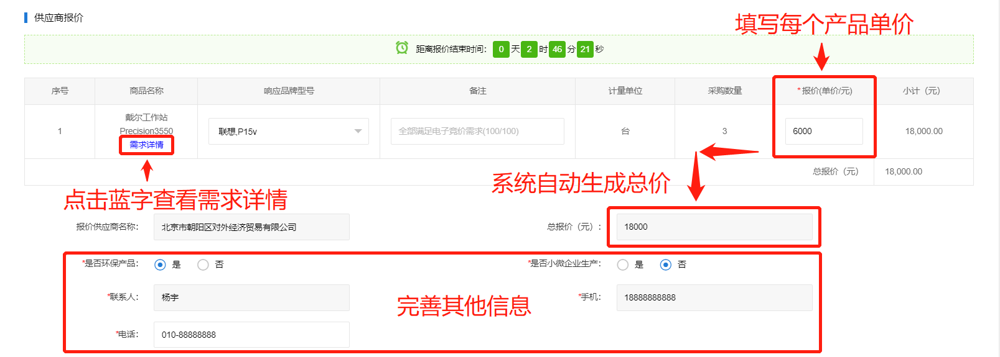 供应商报价
填写每个产品单价
距离报价结束时间： 0 天 2 时 46 分 21 秒
序号 商品名称 响应品牌型号 备注 计量单位 采购数量 *报价(单价/元) 小计（元）
1 戴尔工作站 Precision3550 需求详情 联想,P15v 全部满足电子竞价需求(100/100) 台 3 6000 18,000.00
总报价（元） 18,000.00
点击蓝字查看需求详情
系统自动生成总价
报价供应商名称： 北京市朝阳区对外经济贸易有限公司 总报价（元）： 18000
*是否环保产品： 是 否 *是否小微企业生产： 是 否
*联系人： 杨宇 *手机： 18888888888
完善其他信息
*电话： 010-88888888